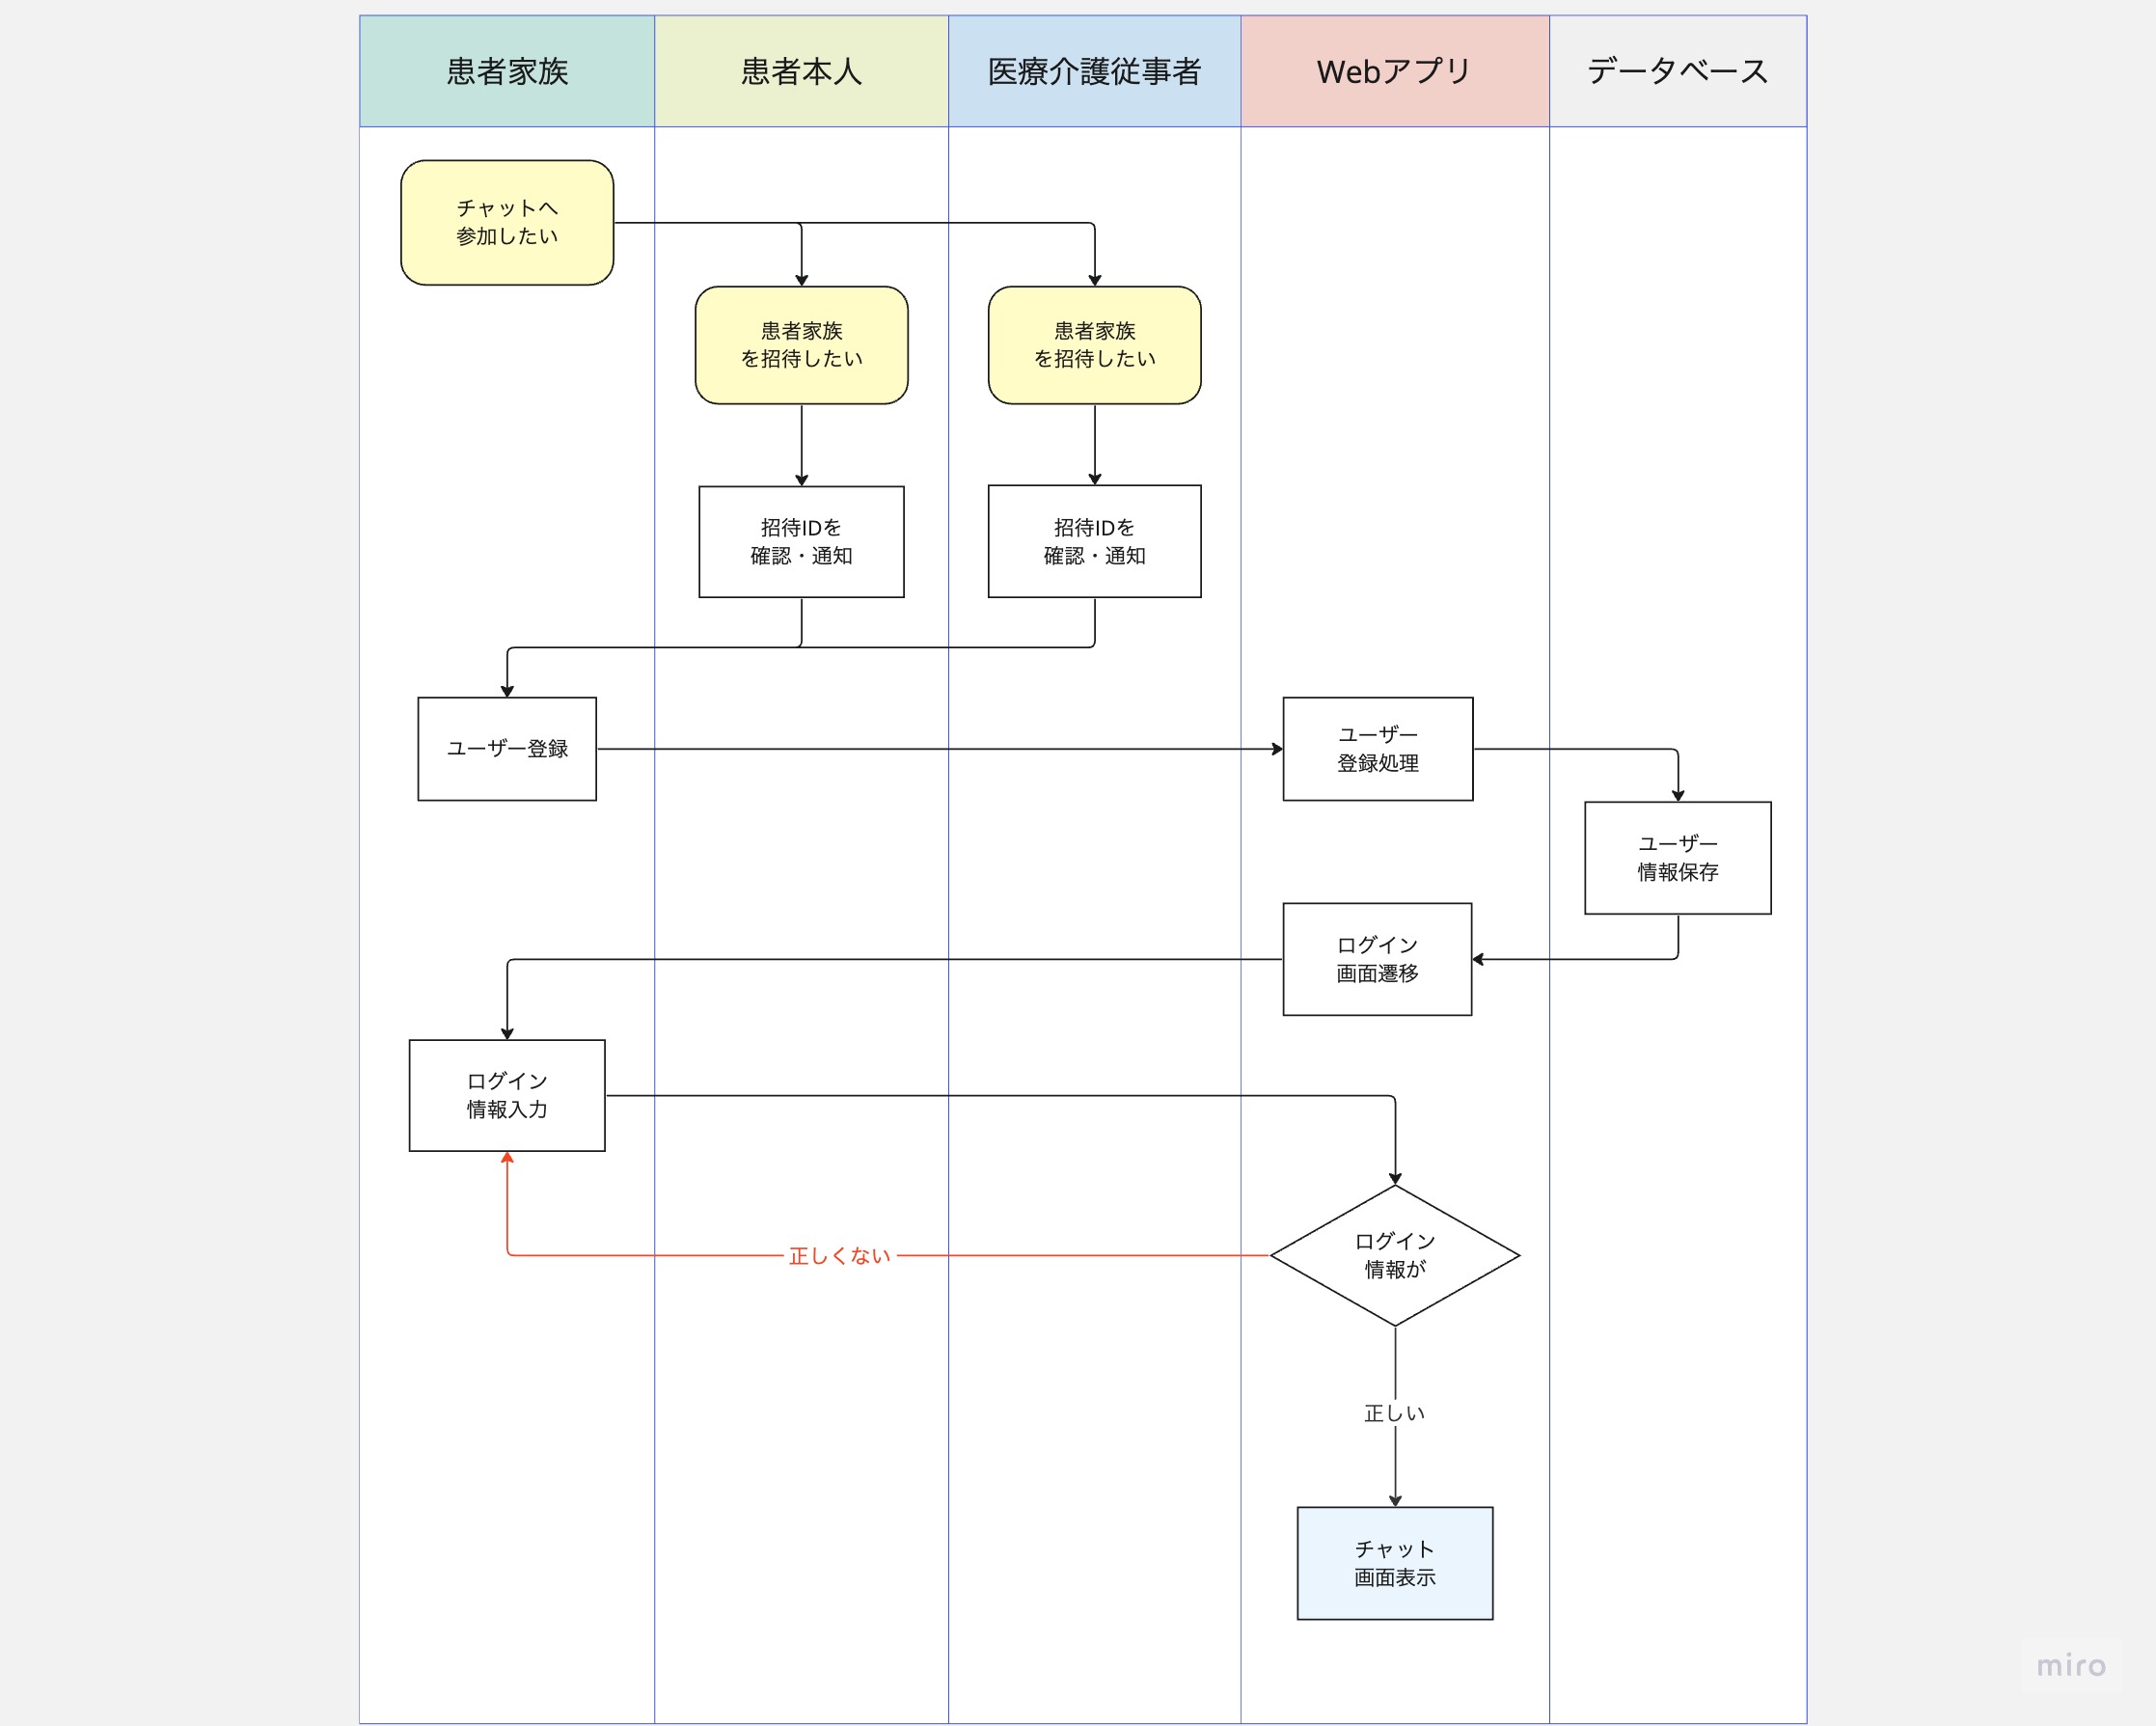 患者家族
患者本人
医療介護従事者
Webアプリ
データベース
チャットへ
参加したい
患者家族
を招待したい
患者家族
を招待したい
招待IDを
確認・通知
招待IDを
確認・通知
ユーザー登録
ユーザー
登録処理
ユーザー
情報保存
ログイン
画面遷移
ログイン
情報入力
ログイン
情報が
正しくない
正しい
チャット
画面表示
miro